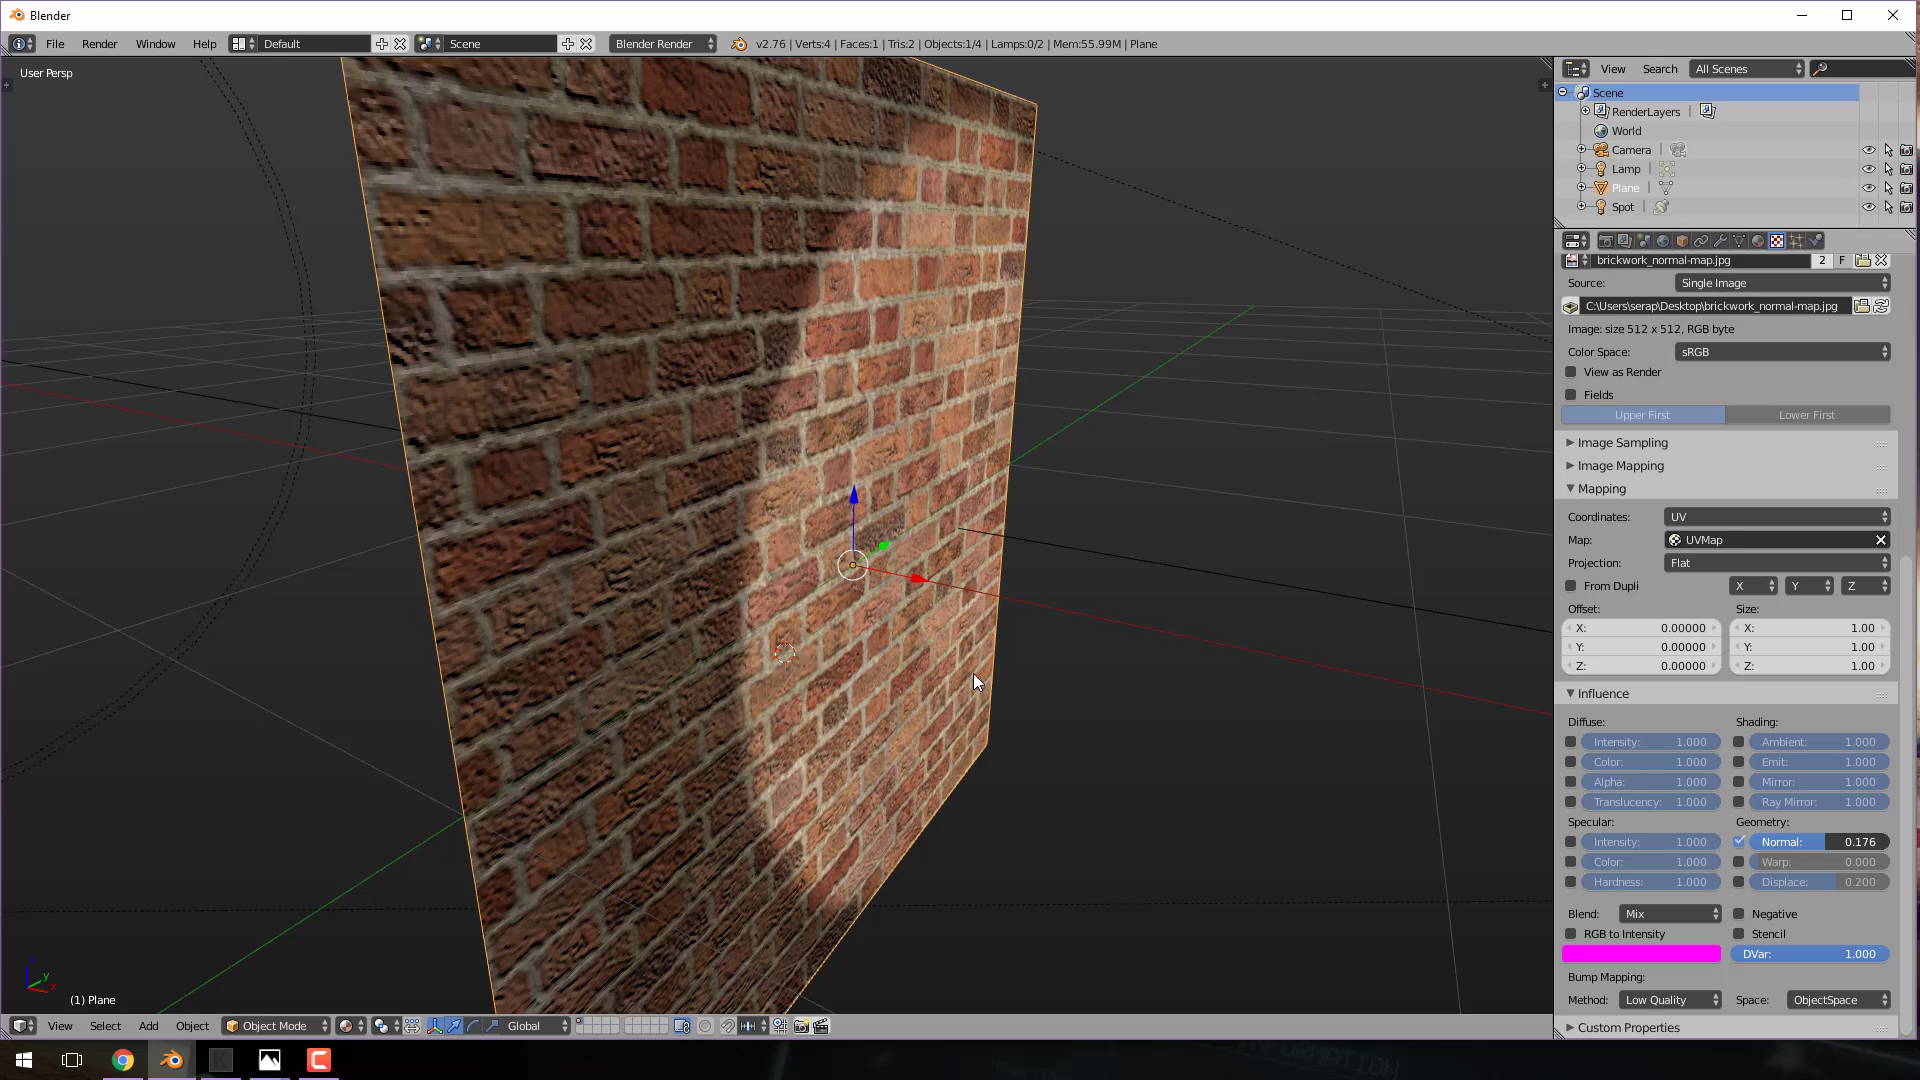 Blender
File Render Window Help Default Scene Blender Render v2.76 | Verts:4 | Faces:1 | Tris:2 | Objects:1/4 | Lamps:0/2 | Mem:55.99M | Plane
User Persp
View Search All Scenes
Scene
RenderLayers |
World
Camera |
Lamp |
Plane |
Spot |
brickwork_normal-map.jpg 2 F
Source: Single Image
C:\Users\serap\Desktop\brickwork_normal-map.jpg
Image: size 512 x 512, RGB byte
Color Space: sRGB
View as Render
Fields
Upper First Lower First
Image Sampling
Image Mapping
Mapping
Coordinates: UV
Map: UVMap
Projection: Flat
From Dupli X Y Z
Offset: Size:
X: 0.00000 X: 1.00
Y: 0.00000 Y: 1.00
Z: 0.00000 Z: 1.00
Influence
Diffuse: Shading:
Intensity: 1.000 Ambient: 1.000
Color: 1.000 Emit: 1.000
Alpha: 1.000 Mirror: 1.000
Translucency: 1.000 Ray Mirror: 1.000
Specular: Geometry:
Intensity: 1.000 Normal: 0.176
Color: 1.000 Warp: 0.000
Hardness: 1.000 Displace: 0.200
Blend: Mix Negative
RGB to Intensity Stencil
DVar: 1.000
Bump Mapping:
Method: Low Quality Space: ObjectSpace
Custom Properties
y
x
(1) Plane
View Select Add Object Object Mode Global
K C